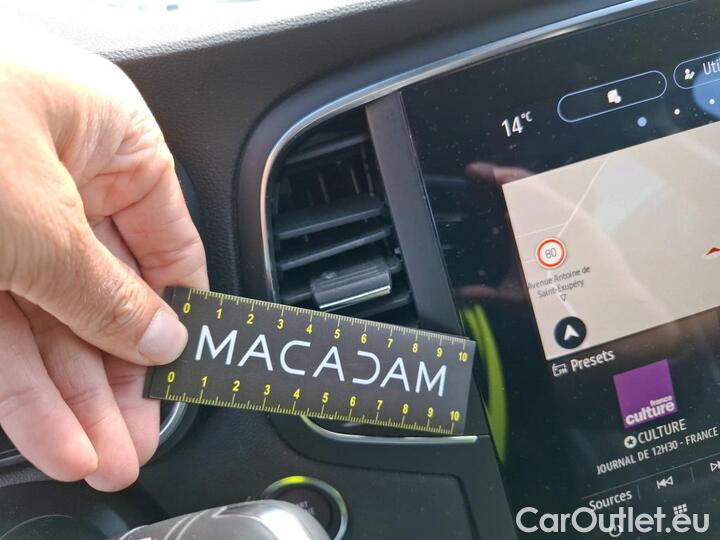 14°C
Uti
80
Avenue Antoine de
Saint-Exupéry
Presets
france
culture
CULTURE
JOURNAL DE 12H30 - FRANCE
Sources
0 1 2 3 4 5 6 7 8 9 10
MACADAM
0 1 2 3 4 5 6 7 8 9 10
CarOutlet.eu